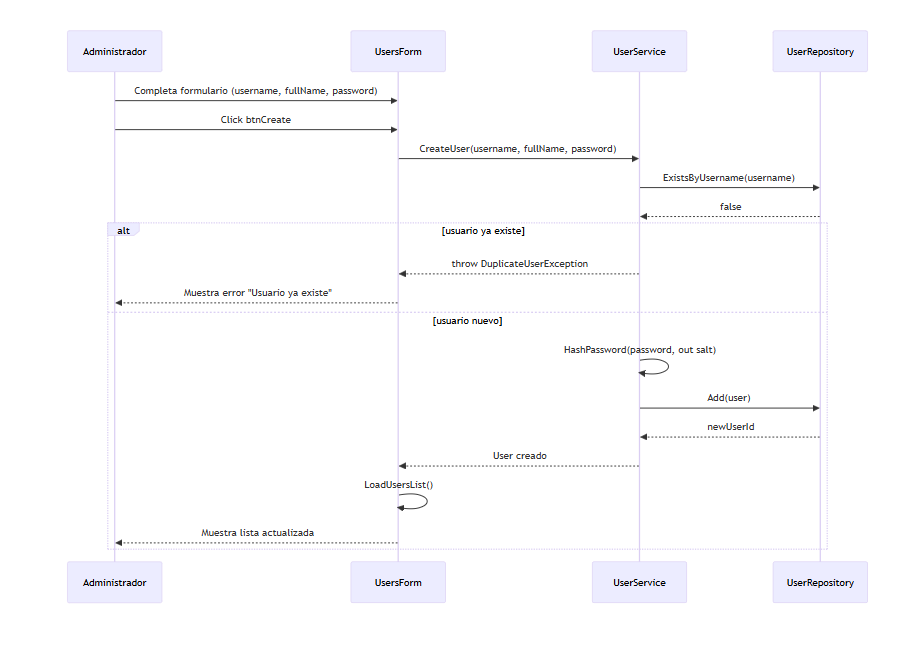 Administrador
UsersForm
UserService
UserRepository
Completa formulario (username, fullName, password)
Click btnCreate
CreateUser(username, fullName, password)
ExistsByUsername(username)
false
alt
[usuario ya existe]
throw DuplicateUserException
Muestra error "Usuario ya existe"
[usuario nuevo]
HashPassword(password, out salt)
Add(user)
newUserId
User creado
LoadUsersList()
Muestra lista actualizada
Administrador
UsersForm
UserService
UserRepository